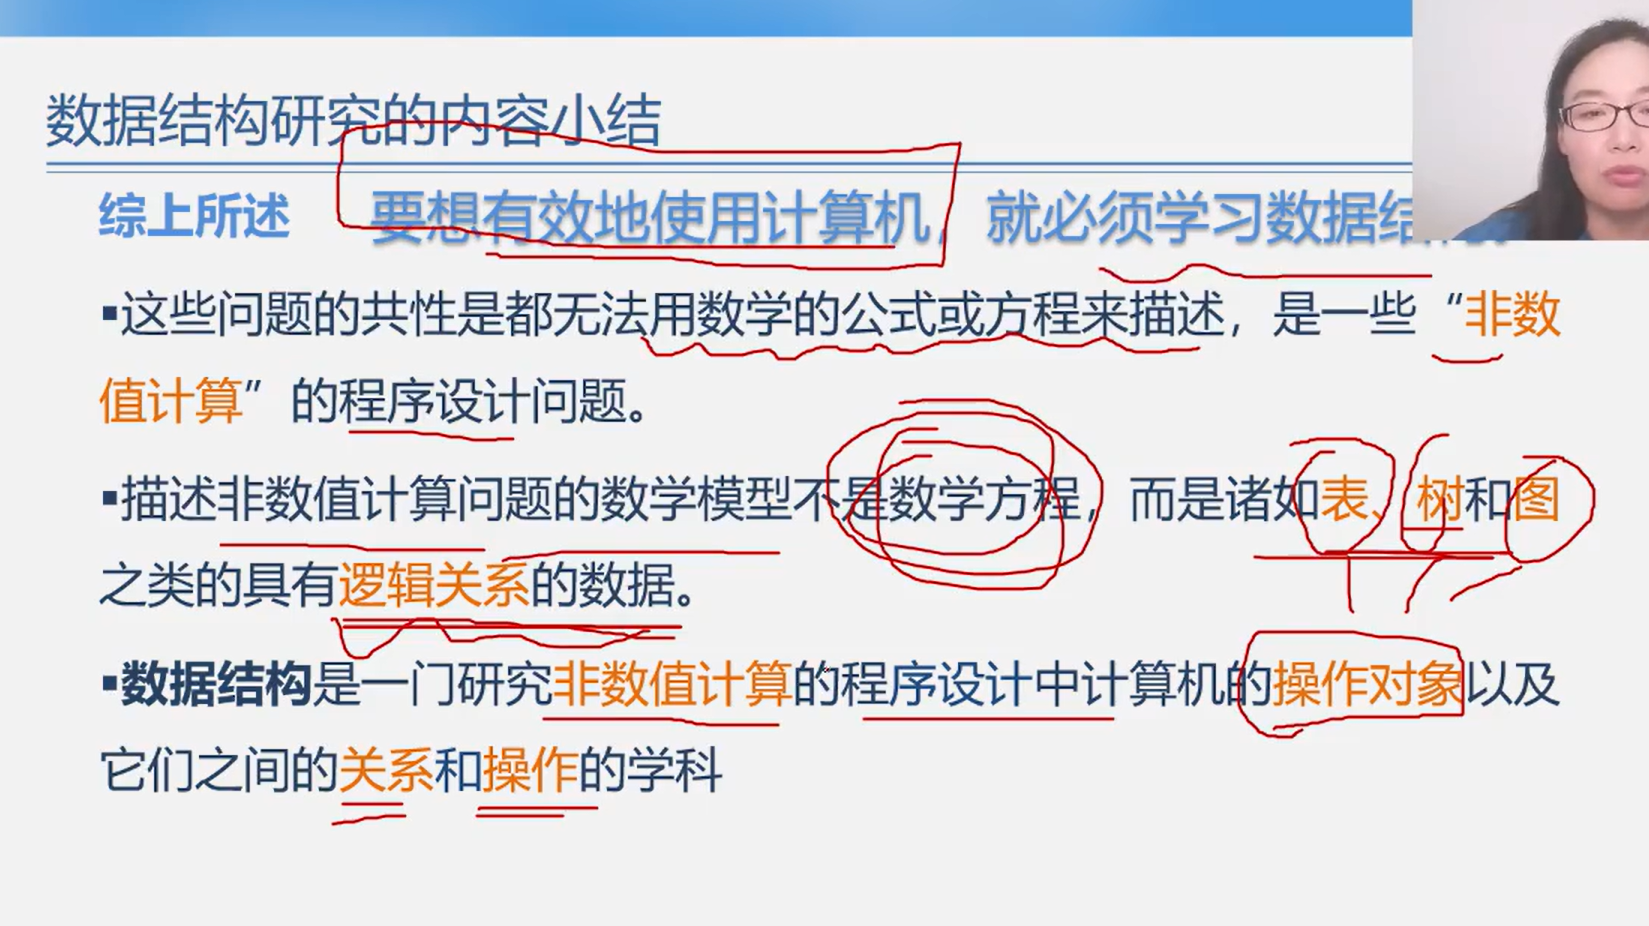 数据结构研究的内容小结
综上所述 要想有效地使用计算机，就必须学习数据结
▪这些问题的共性是都无法用数学的公式或方程来描述，是一些“非数
值计算”的程序设计问题。
▪描述非数值计算问题的数学模型不是数学方程，而是诸如表、树和图
之类的具有逻辑关系的数据。
▪数据结构是一门研究非数值计算的程序设计中计算机的操作对象以及
它们之间的关系和操作的学科